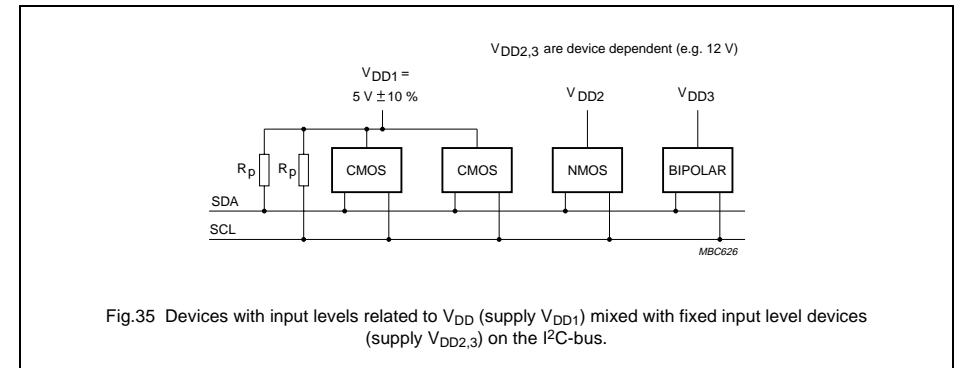 VDD2,3 are device dependent (e.g. 12 V)
VDD1 =
5 V ± 10 %
VDD2
VDD3
Rp
Rp
CMOS
CMOS
NMOS
BIPOLAR
SDA
SCL
MBC626
Fig.35 Devices with input levels related to VDD (supply VDD1) mixed with fixed input level devices
(supply VDD2,3) on the I²C-bus.